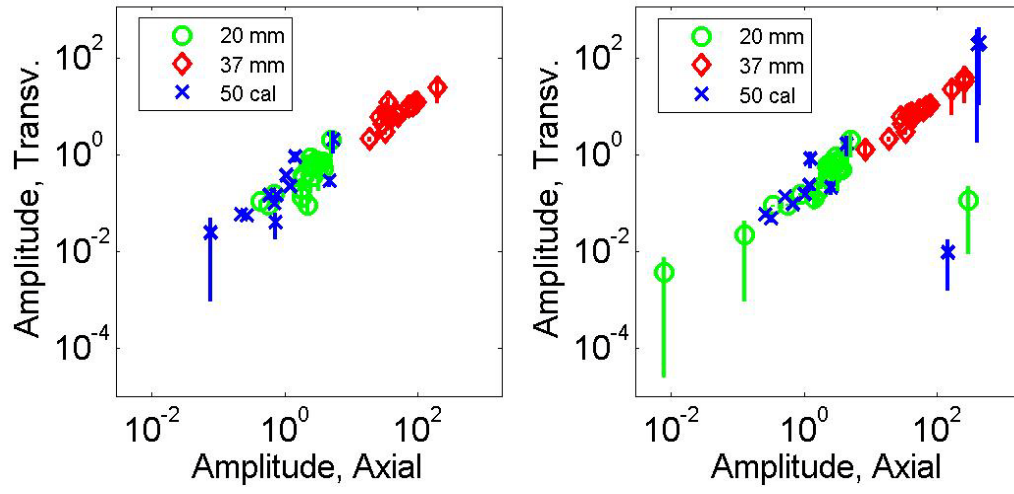 20 mm
37 mm
50 cal
10^2
10^0
10^-2
10^-4
Amplitude, Transv.
10^-2 10^0 10^2
Amplitude, Axial
20 mm
37 mm
50 cal
10^2
10^0
10^-2
10^-4
Amplitude, Transv.
10^-2 10^0 10^2
Amplitude, Axial